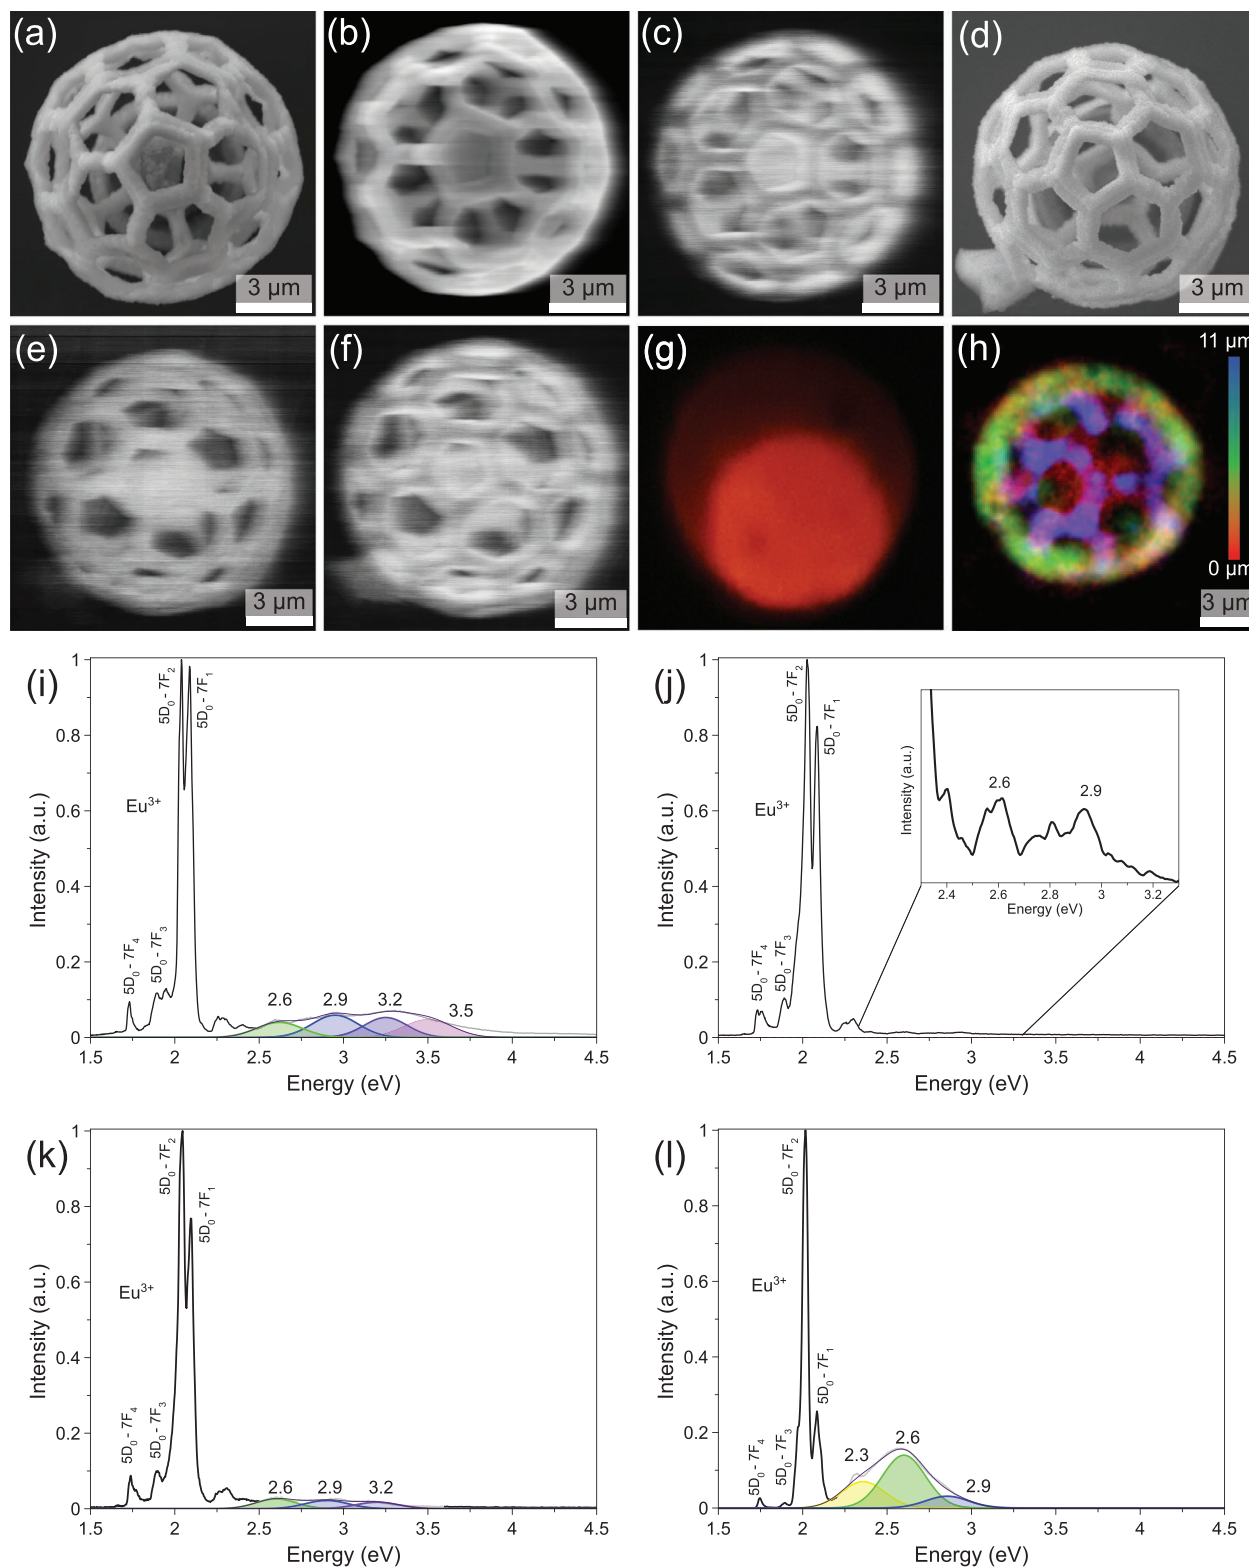 (a)
3 µm
(b)
3 µm
(c)
3 µm
(d)
3 µm
(e)
3 µm
(f)
3 µm
(g)
(h)
11 µm
0 µm
3 µm
(i)
Intensity (a.u.)
Energy (eV)
0
0.2
0.4
0.6
0.8
1
1.5
2
2.5
3
3.5
4
4.5
Eu³⁺
5D₀ - 7F₄
5D₀ - 7F₃
5D₀ - 7F₂
5D₀ - 7F₁
2.6
2.9
3.2
3.5
(j)
Intensity (a.u.)
Energy (eV)
0
0.2
0.4
0.6
0.8
1
1.5
2
2.5
3
3.5
4
4.5
Eu³⁺
5D₀ - 7F₄
5D₀ - 7F₃
5D₀ - 7F₂
5D₀ - 7F₁
Intensity (a.u.)
2.6
2.9
2.4
2.6
2.8
3
3.2
Energy (eV)
(k)
Intensity (a.u.)
Energy (eV)
0
0.2
0.4
0.6
0.8
1
1.5
2
2.5
3
3.5
4
4.5
Eu³⁺
5D₀ - 7F₄
5D₀ - 7F₃
5D₀ - 7F₂
5D₀ - 7F₁
2.6
2.9
3.2
(l)
Intensity (a.u.)
Energy (eV)
0
0.2
0.4
0.6
0.8
1
1.5
2
2.5
3
3.5
4
4.5
Eu³⁺
5D₀ - 7F₄
5D₀ - 7F₃
5D₀ - 7F₂
5D₀ - 7F₁
2.3
2.6
2.9